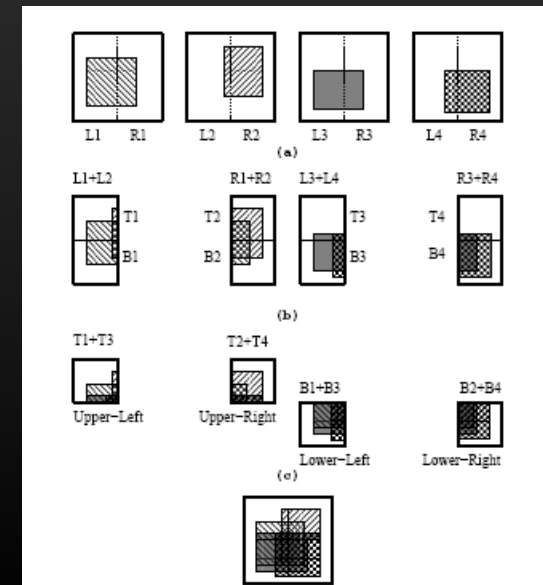 L1 R1 L2 R2 L3 R3 L4 R4
(a)
L1+L2 R1+R2 L3+L4 R3+R4
T1 T2 T3 T4
B1 B2 B3 B4
(b)
T1+T3 T2+T4
B1+B3 B2+B4
Upper-Left Upper-Right
Lower-Left Lower-Right
(c)